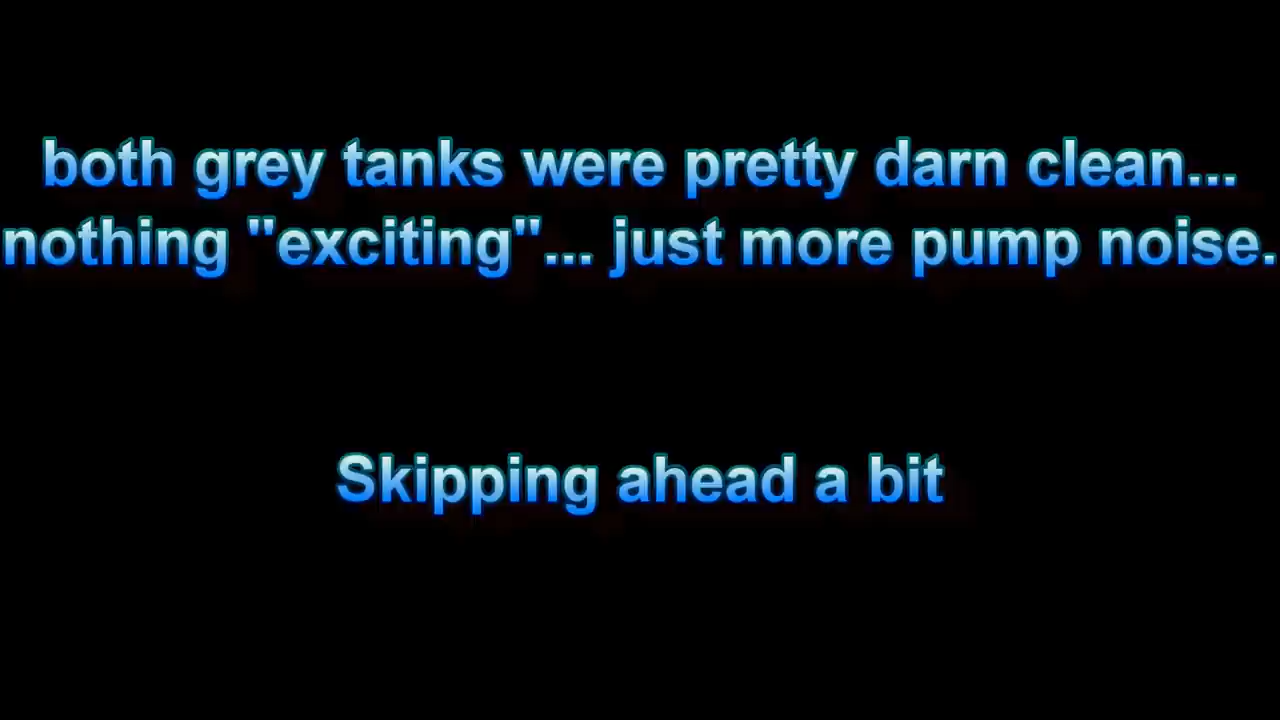 both grey tanks were pretty darn clean...
nothing "exciting"... just more pump noise.
Skipping ahead a bit